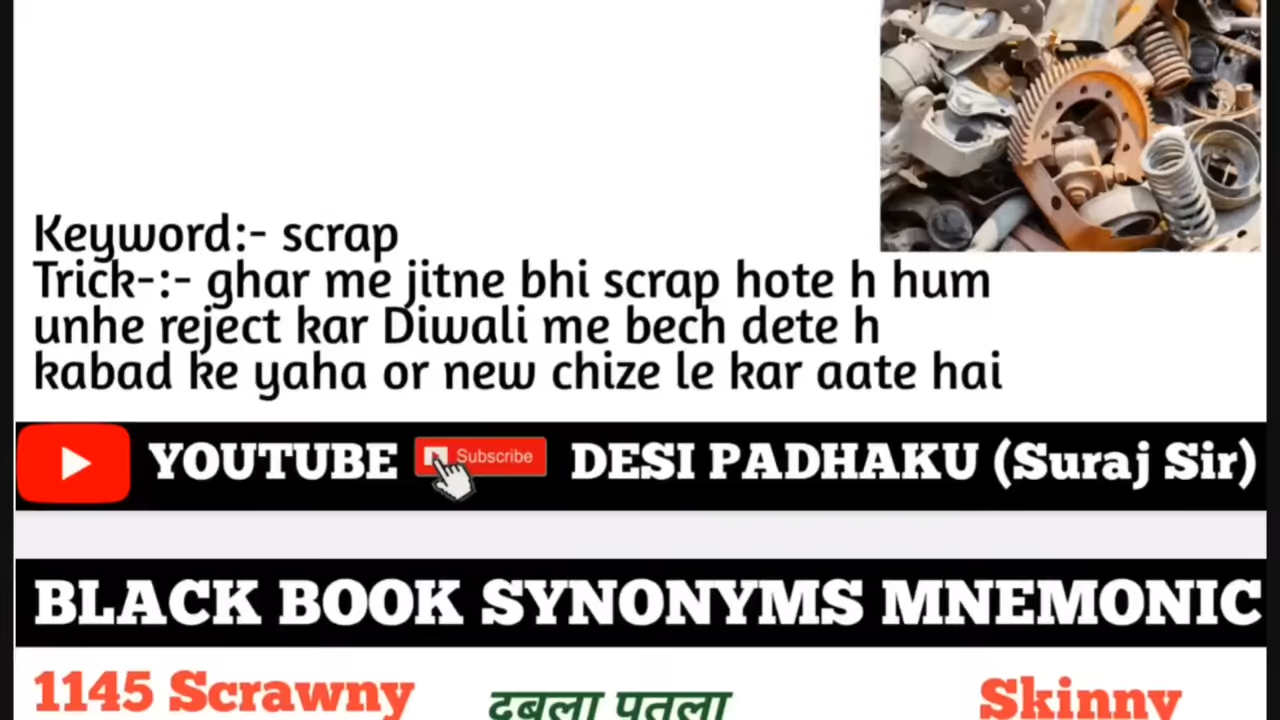 Keyword:- scrap
Trick-:- ghar me jitne bhi scrap hote h hum
unhe reject kar Diwali me bech dete h
kabad ke yaha or new chize le kar aate hai
YOUTUBE Subscribe DESI PADHAKU (Suraj Sir)
BLACK BOOK SYNONYMS MNEMONIC
1145 Scrawny दुबला पतला Skinny